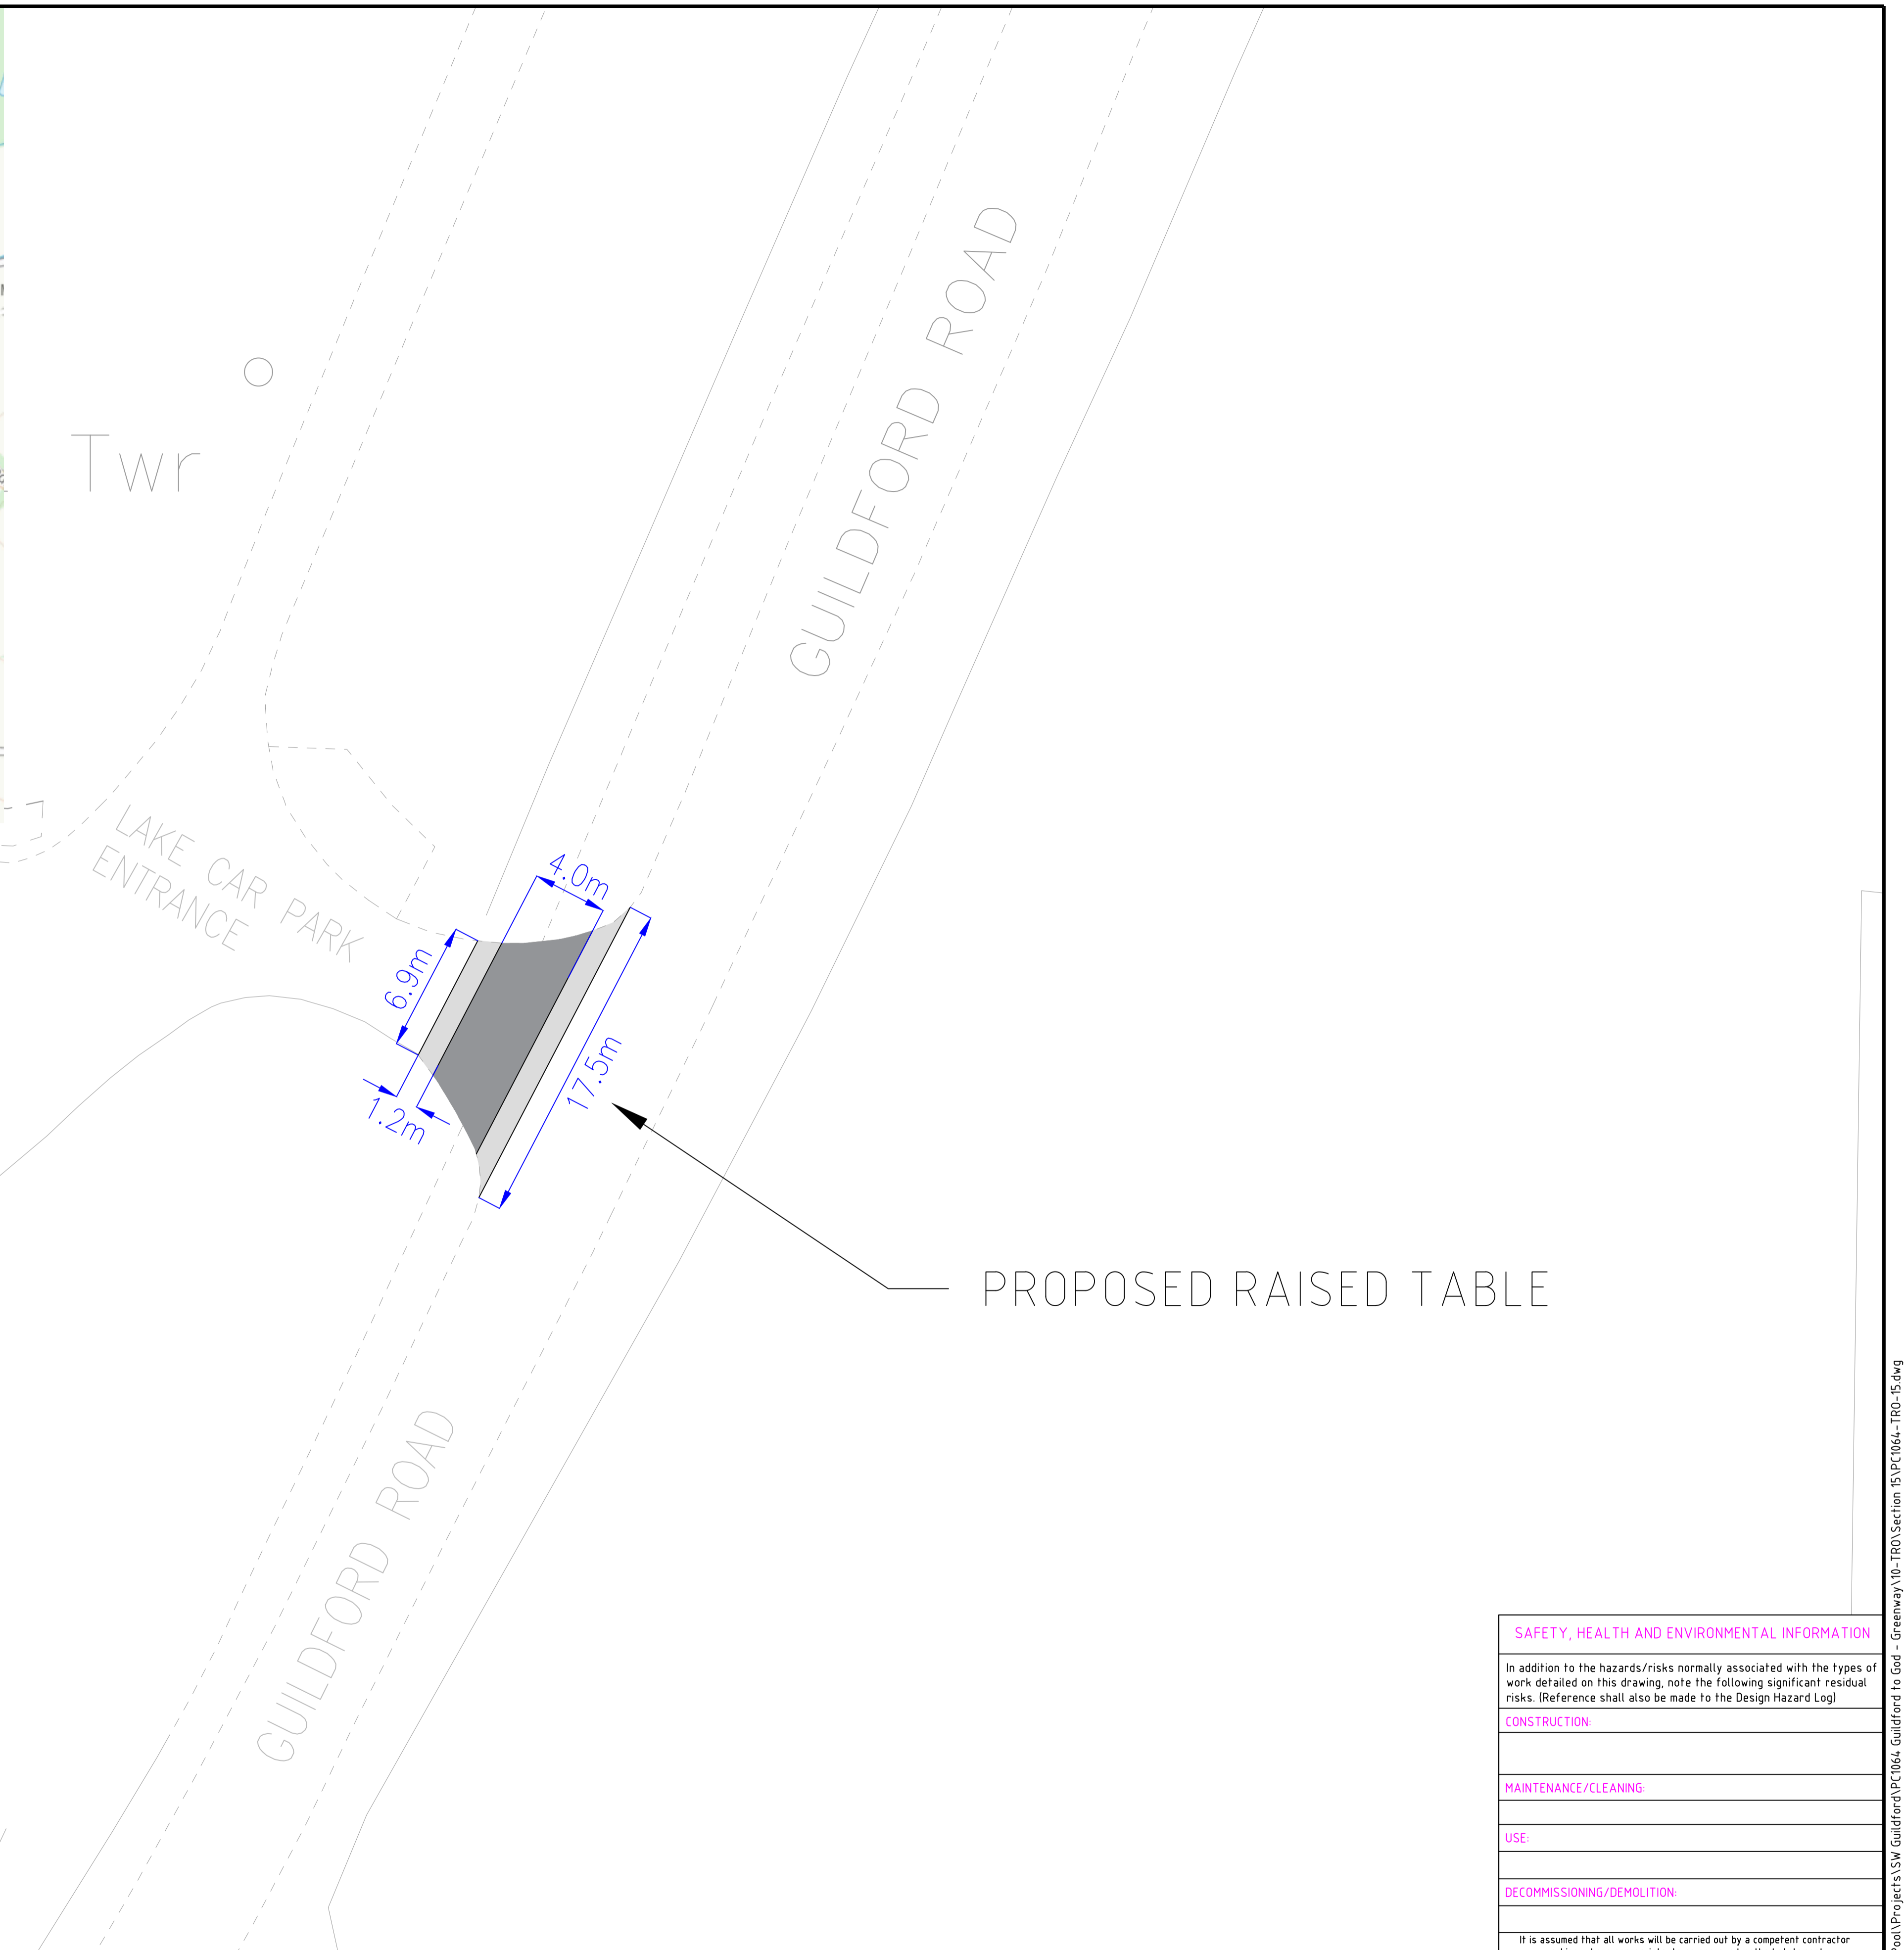 GUILDFORD ROAD
Twr
LAKE CAR PARK
ENTRANCE
4.0m
6.9m
17.5m
1.2m
PROPOSED RAISED TABLE
GUILDFORD ROAD
SAFETY, HEALTH AND ENVIRONMENTAL INFORMATION
In addition to the hazards/risks normally associated with the types of
work detailed on this drawing, note the following significant residual
risks. (Reference shall also be made to the Design Hazard Log)
CONSTRUCTION:
MAINTENANCE/CLEANING:
USE:
DECOMMISSIONING/DEMOLITION:
It is assumed that all works will be carried out by a competent contractor
\Projects\SW Guildford\PC1064 Guildford to God - Greenway\10-TRO\Section 15\PC1064-TRO-15.dwg